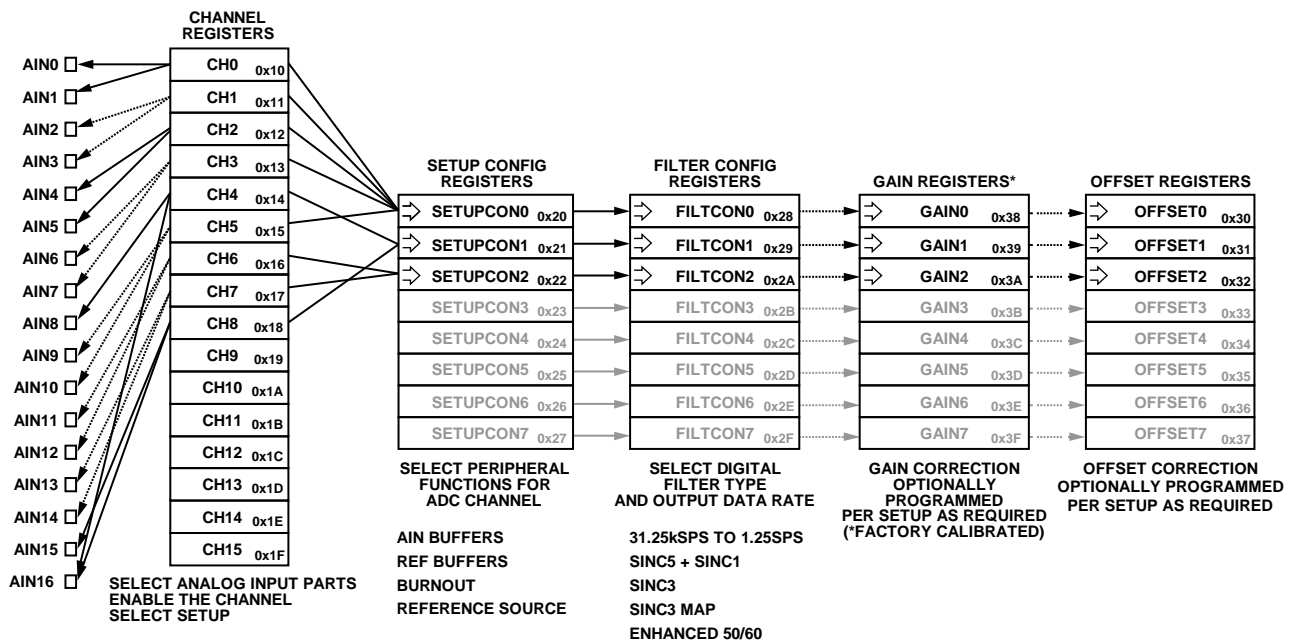 CHANNEL
REGISTERS
AIN0
AIN1
AIN2
AIN3
AIN4
AIN5
AIN6
AIN7
AIN8
AIN9
AIN10
AIN11
AIN12
AIN13
AIN14
AIN15
AIN16
CH0 0x10
CH1 0x11
CH2 0x12
CH3 0x13
CH4 0x14
CH5 0x15
CH6 0x16
CH7 0x17
CH8 0x18
CH9 0x19
CH10 0x1A
CH11 0x1B
CH12 0x1C
CH13 0x1D
CH14 0x1E
CH15 0x1F
SELECT ANALOG INPUT PARTS
ENABLE THE CHANNEL
SELECT SETUP
SETUP CONFIG
REGISTERS
SETUPCON0 0x20
SETUPCON1 0x21
SETUPCON2 0x22
SETUPCON3 0x23
SETUPCON4 0x24
SETUPCON5 0x25
SETUPCON6 0x26
SETUPCON7 0x27
SELECT PERIPHERAL
FUNCTIONS FOR
ADC CHANNEL
AIN BUFFERS
REF BUFFERS
BURNOUT
REFERENCE SOURCE
FILTER CONFIG
REGISTERS
FILTCON0 0x28
FILTCON1 0x29
FILTCON2 0x2A
FILTCON3 0x2B
FILTCON4 0x2C
FILTCON5 0x2D
FILTCON6 0x2E
FILTCON7 0x2F
SELECT DIGITAL
FILTER TYPE
AND OUTPUT DATA RATE
31.25kSPS TO 1.25SPS
SINC5 + SINC1
SINC3
SINC3 MAP
ENHANCED 50/60
GAIN REGISTERS*
GAIN0 0x38
GAIN1 0x39
GAIN2 0x3A
GAIN3 0x3B
GAIN4 0x3C
GAIN5 0x3D
GAIN6 0x3E
GAIN7 0x3F
GAIN CORRECTION
OPTIONALLY
PROGRAMMED
PER SETUP AS REQUIRED
(*FACTORY CALIBRATED)
OFFSET REGISTERS
OFFSET0 0x30
OFFSET1 0x31
OFFSET2 0x32
OFFSET3 0x33
OFFSET4 0x34
OFFSET5 0x35
OFFSET6 0x36
OFFSET7 0x37
OFFSET CORRECTION
OPTIONALLY PROGRAMMED
PER SETUP AS REQUIRED